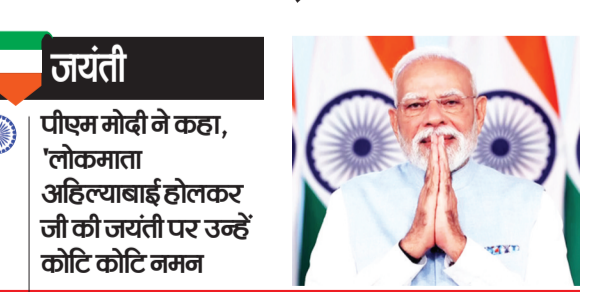 जयंती
पीएम मोदी ने कहा,
'लोकमाता
अहिल्याबाई होलकर
जी की जयंती पर उन्हें
कोटि कोटि नमन